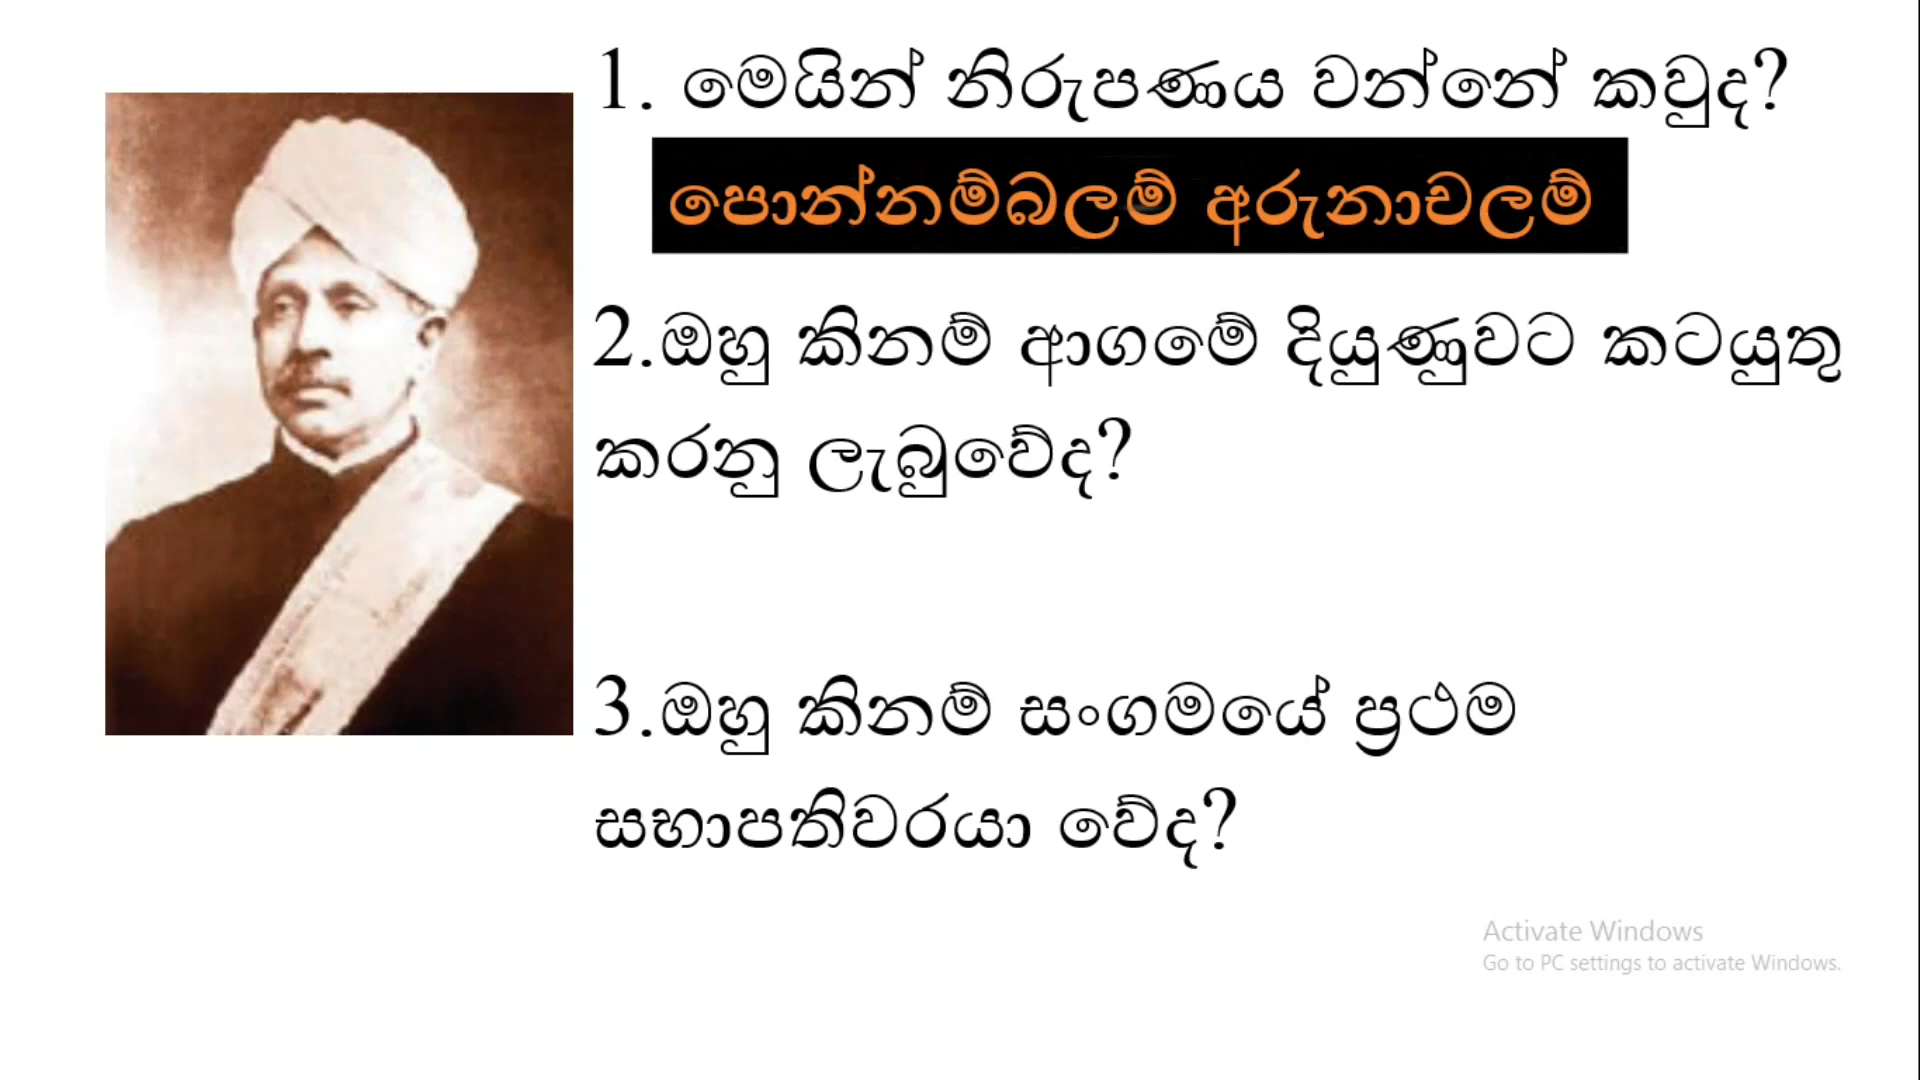 1. මෙයින් නිරුපණය වන්නේ කවුද?
පොන්නම්බලම් අරුනාචලම්
2.ඔහු කිනම් ආගමේ දියුණුවට කටයුතු
කරනු ලැබුවේද?
3.ඔහු කිනම් සංගමයේ ප්‍රථම
සභාපතිවරයා වේද?
Activate Windows
Go to PC settings to activate Windows.